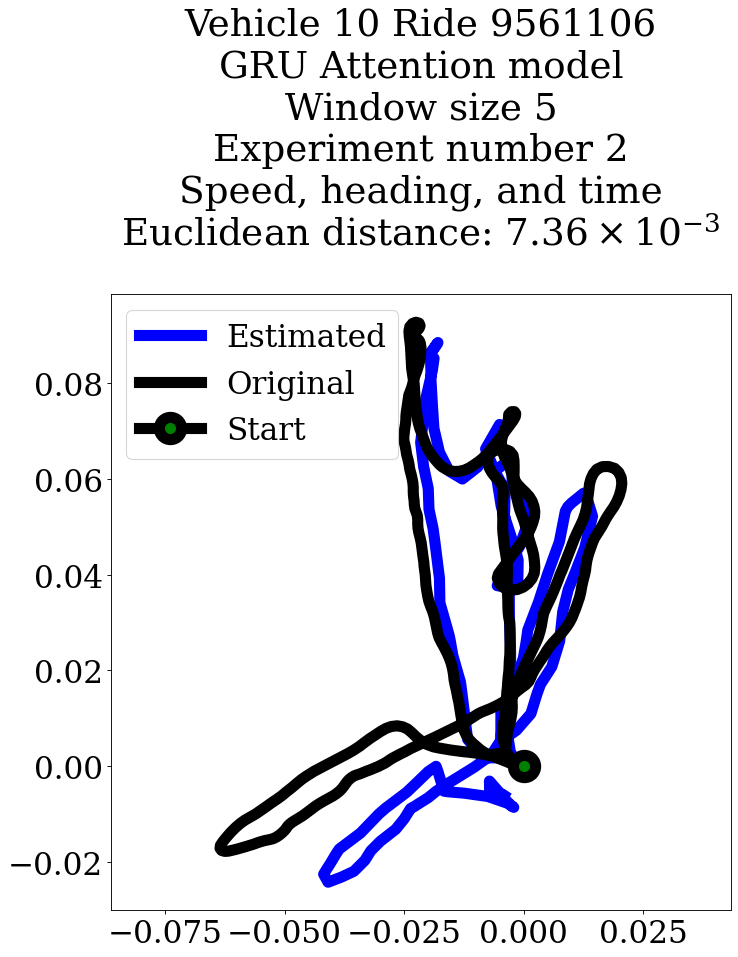 Vehicle 10 Ride 9561106
GRU Attention model
Window size 5
Experiment number 2
Speed, heading, and time
Euclidean distance: 7.36 × 10⁻³
Estimated
Original
Start
0.08
0.06
0.04
0.02
0.00
−0.02
−0.075 −0.050 −0.025 0.000 0.025